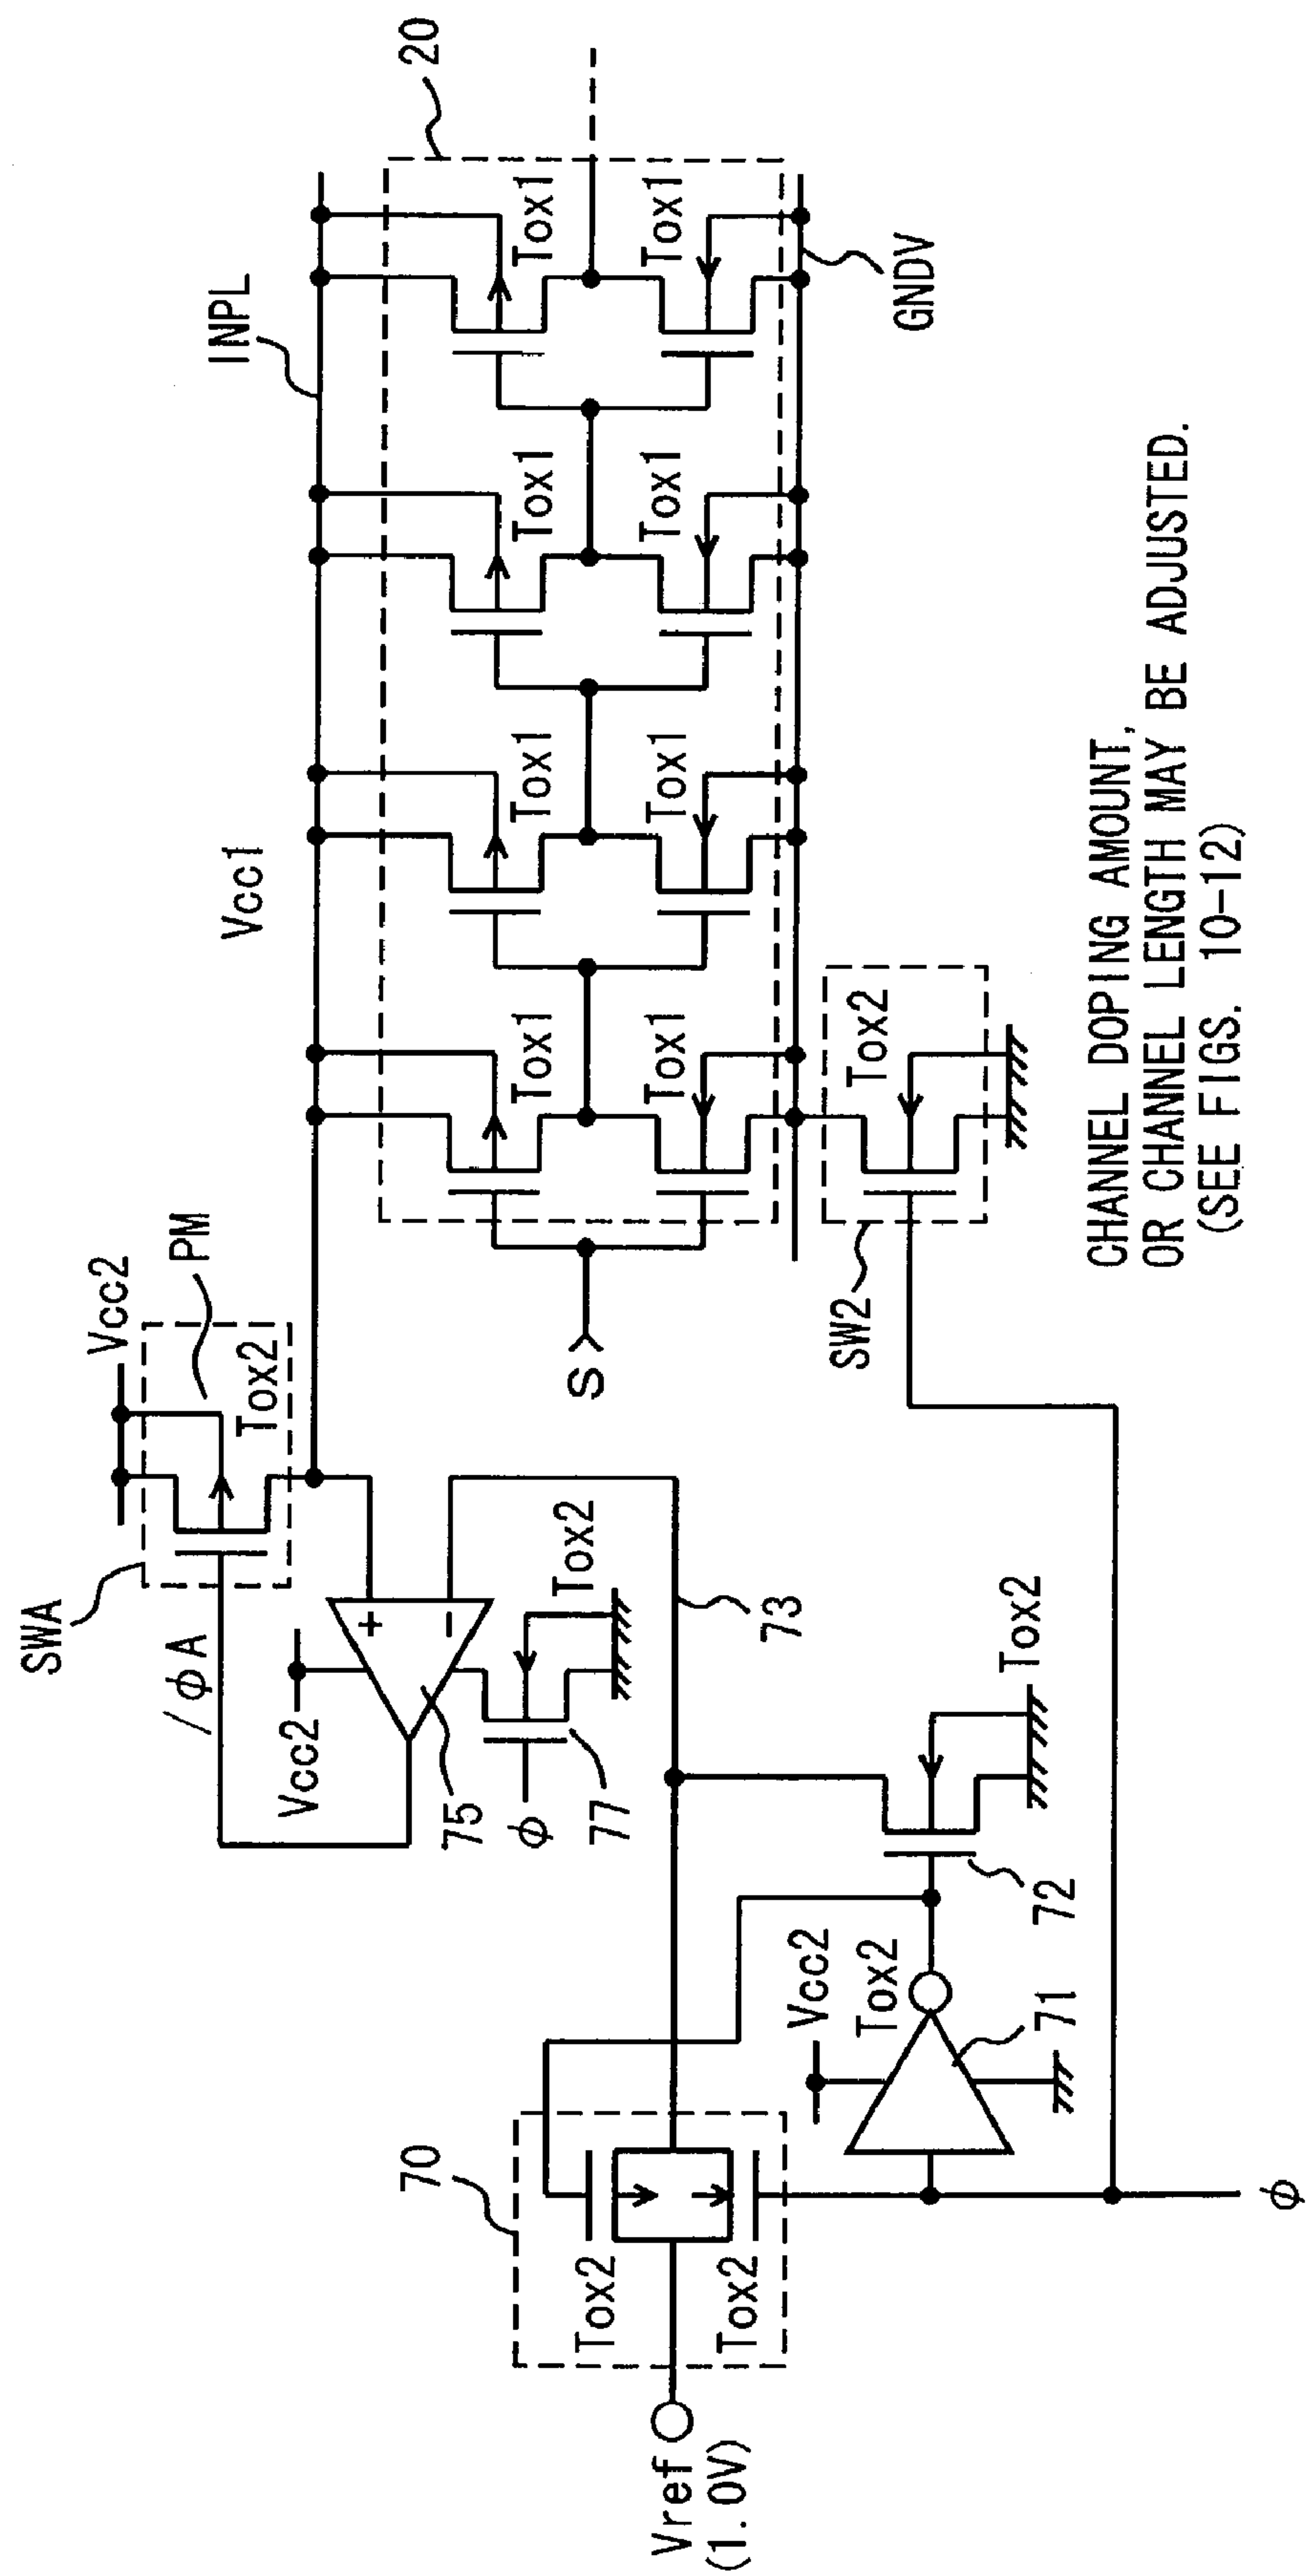 SWA
Vcc2
PM
Tox2
/φA
Vcc2
75
φ
77
Tox2
73
INPL
Vcc1
20
S
Tox1
Tox1
Tox1
Tox1
Tox1
Tox1
Tox1
Tox1
GNDV
SW2
Tox2
70
Tox2
Tox2
Vref
(1.0V)
Vcc2
Tox2
71
72
Tox2
φ
CHANNEL DOPING AMOUNT,
OR CHANNEL LENGTH MAY BE ADJUSTED.
(SEE FIGS. 10-12)